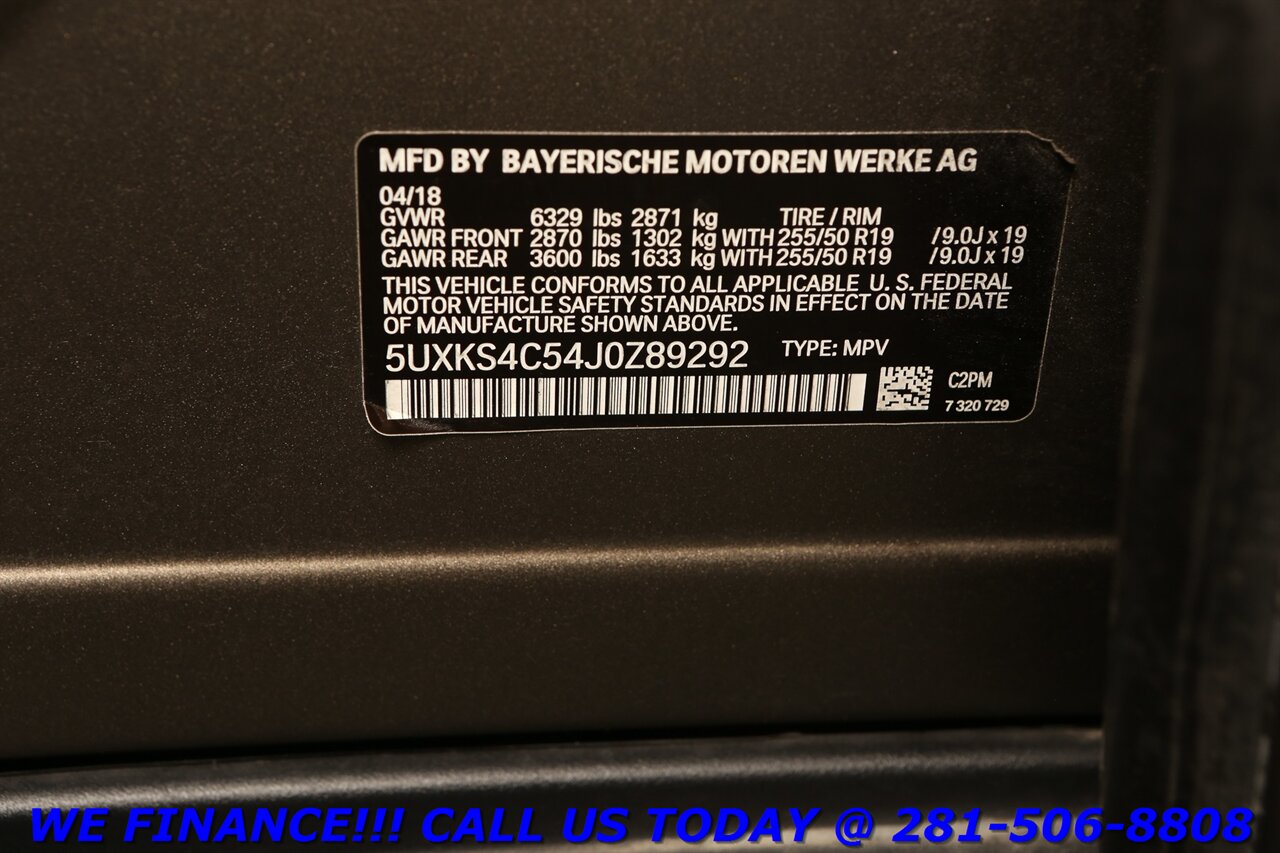 MFD BY BAYERISCHE MOTOREN WERKE AG
04/18
GVWR 6329 lbs 2871 kg TIRE / RIM
GAWR FRONT 2870 lbs 1302 kg WITH 255/50 R19 /9.0J x 19
GAWR REAR 3600 lbs 1633 kg WITH 255/50 R19 /9.0J x 19
THIS VEHICLE CONFORMS TO ALL APPLICABLE U. S. FEDERAL
MOTOR VEHICLE SAFETY STANDARDS IN EFFECT ON THE DATE
OF MANUFACTURE SHOWN ABOVE.
5UXKS4C54J0Z89292 TYPE: MPV
C2PM
7 320 729
WE FINANCE!!! CALL US TODAY @ 281-506-8808